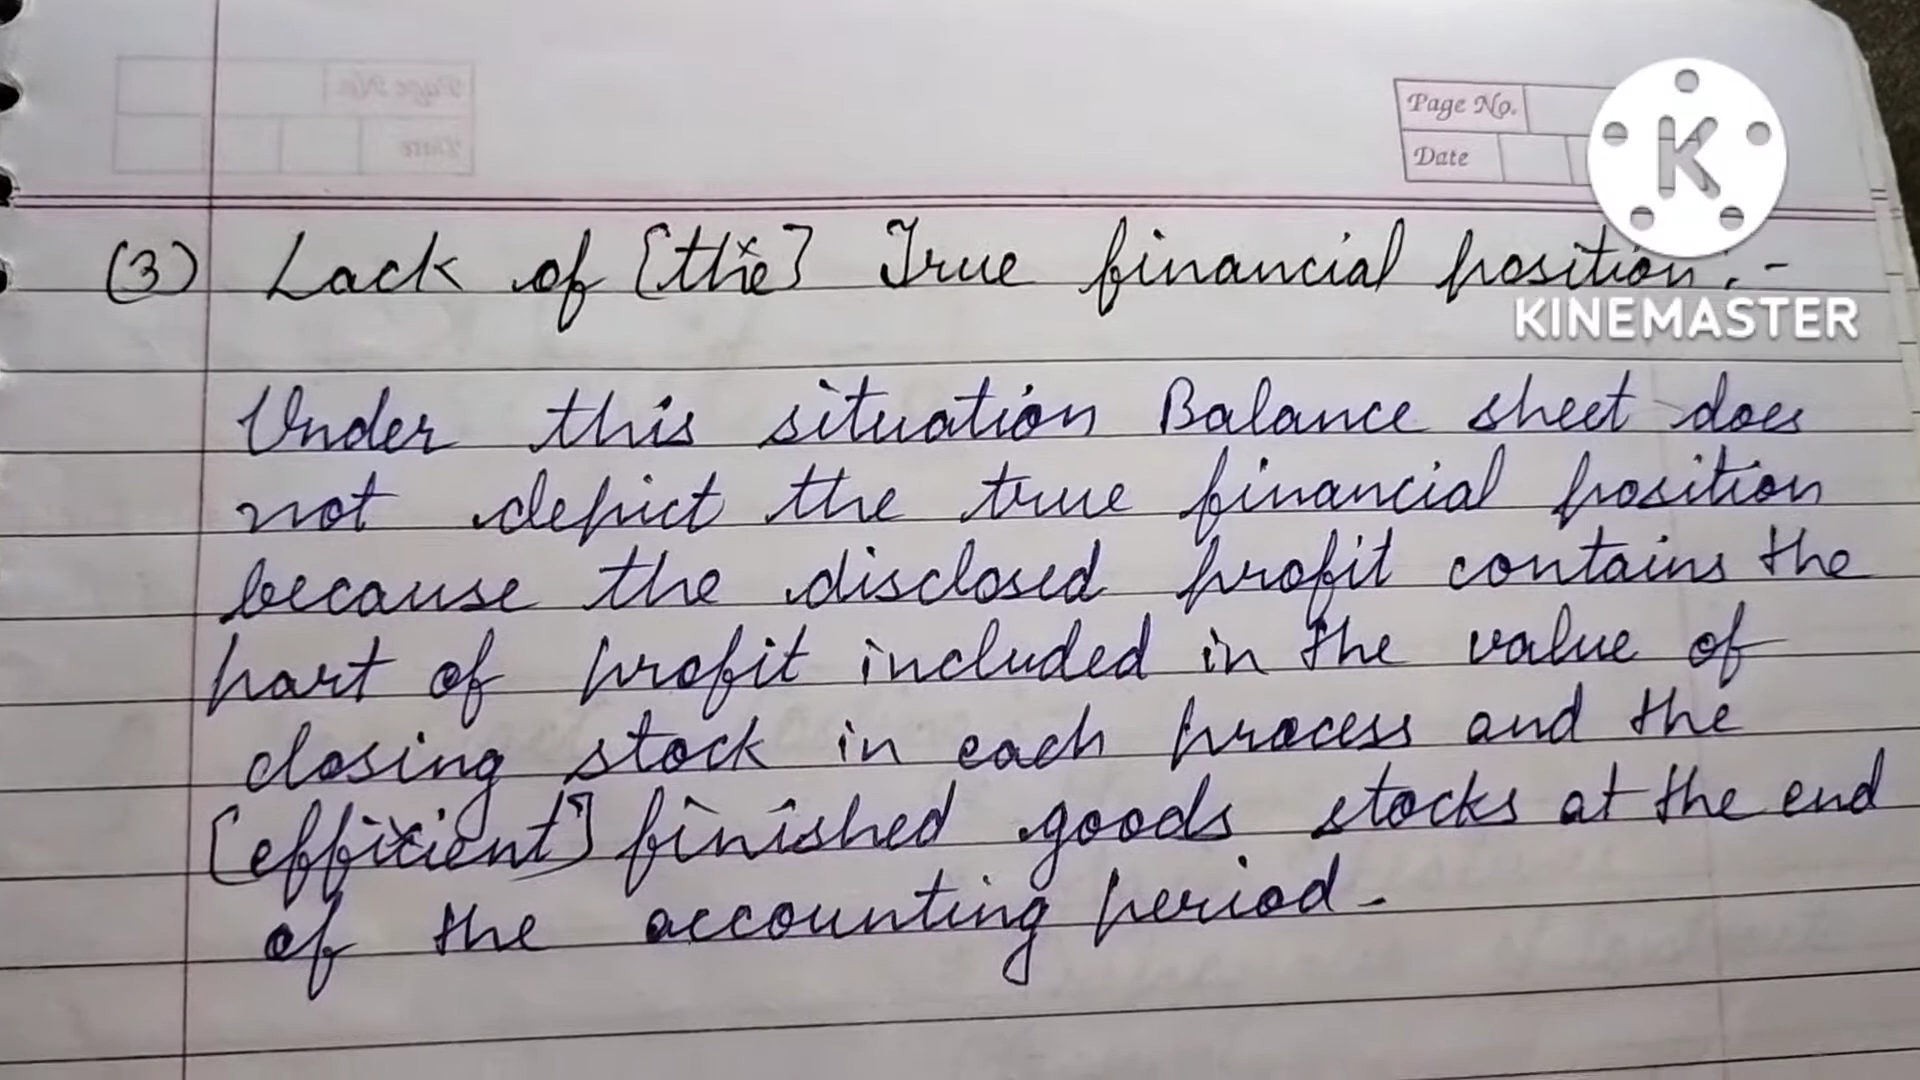 Page No.
Date
K
KINEMASTER
(3) Lack of [the] True financial position :-
Under this situation Balance sheet does
not depict the true financial position
because the disclosed profit contains the
part of profit included in the value of
closing stock in each process and the
[efficient] finished goods stocks at the end
of the accounting period.